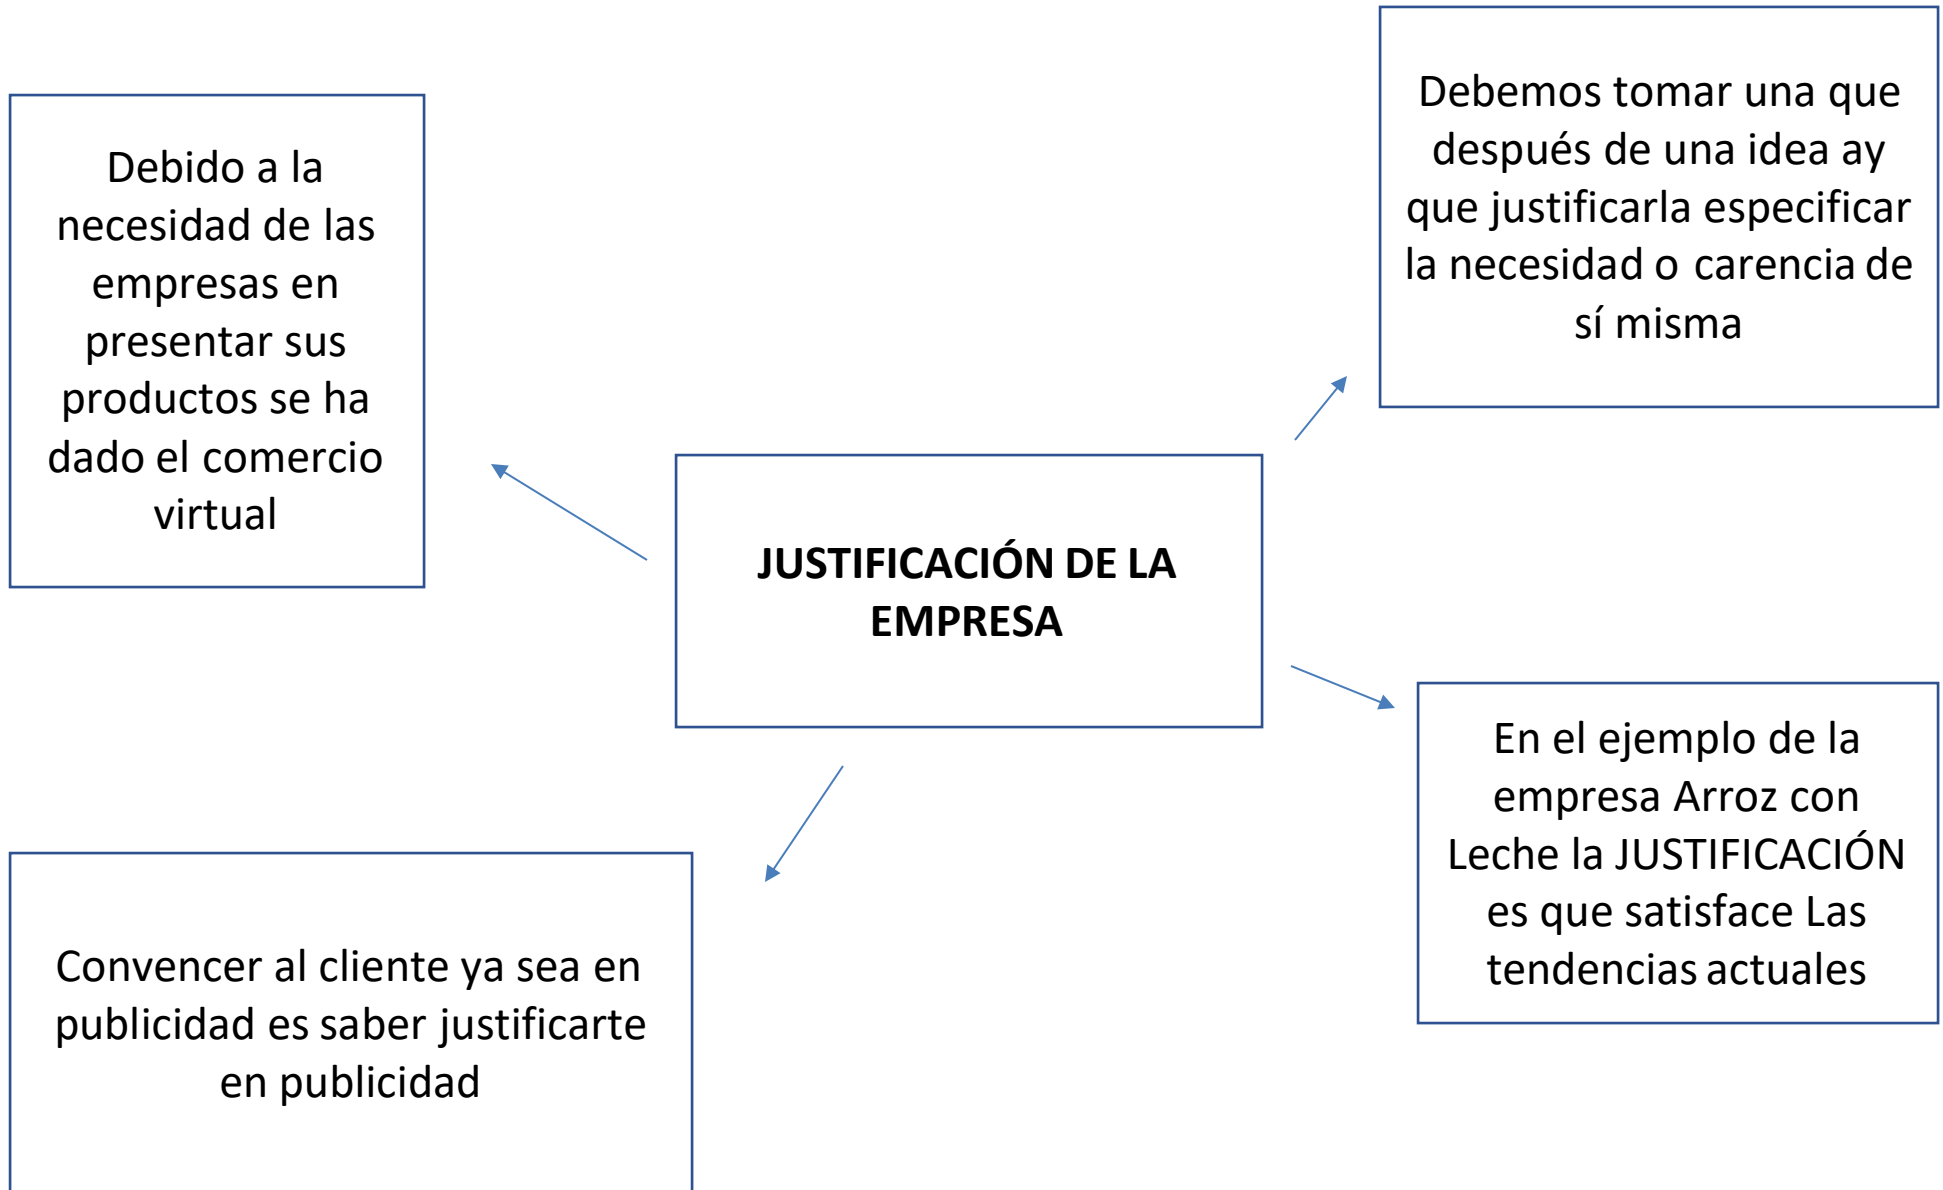 Debido a la
necesidad de las
empresas en
presentar sus
productos se ha
dado el comercio
virtual
Debemos tomar una que
después de una idea ay
que justificarla especificar
la necesidad o carencia de
sí misma
JUSTIFICACIÓN DE LA
EMPRESA
En el ejemplo de la
empresa Arroz con
Leche la JUSTIFICACIÓN
es que satisface Las
tendencias actuales
Convencer al cliente ya sea en
publicidad es saber justificarte
en publicidad